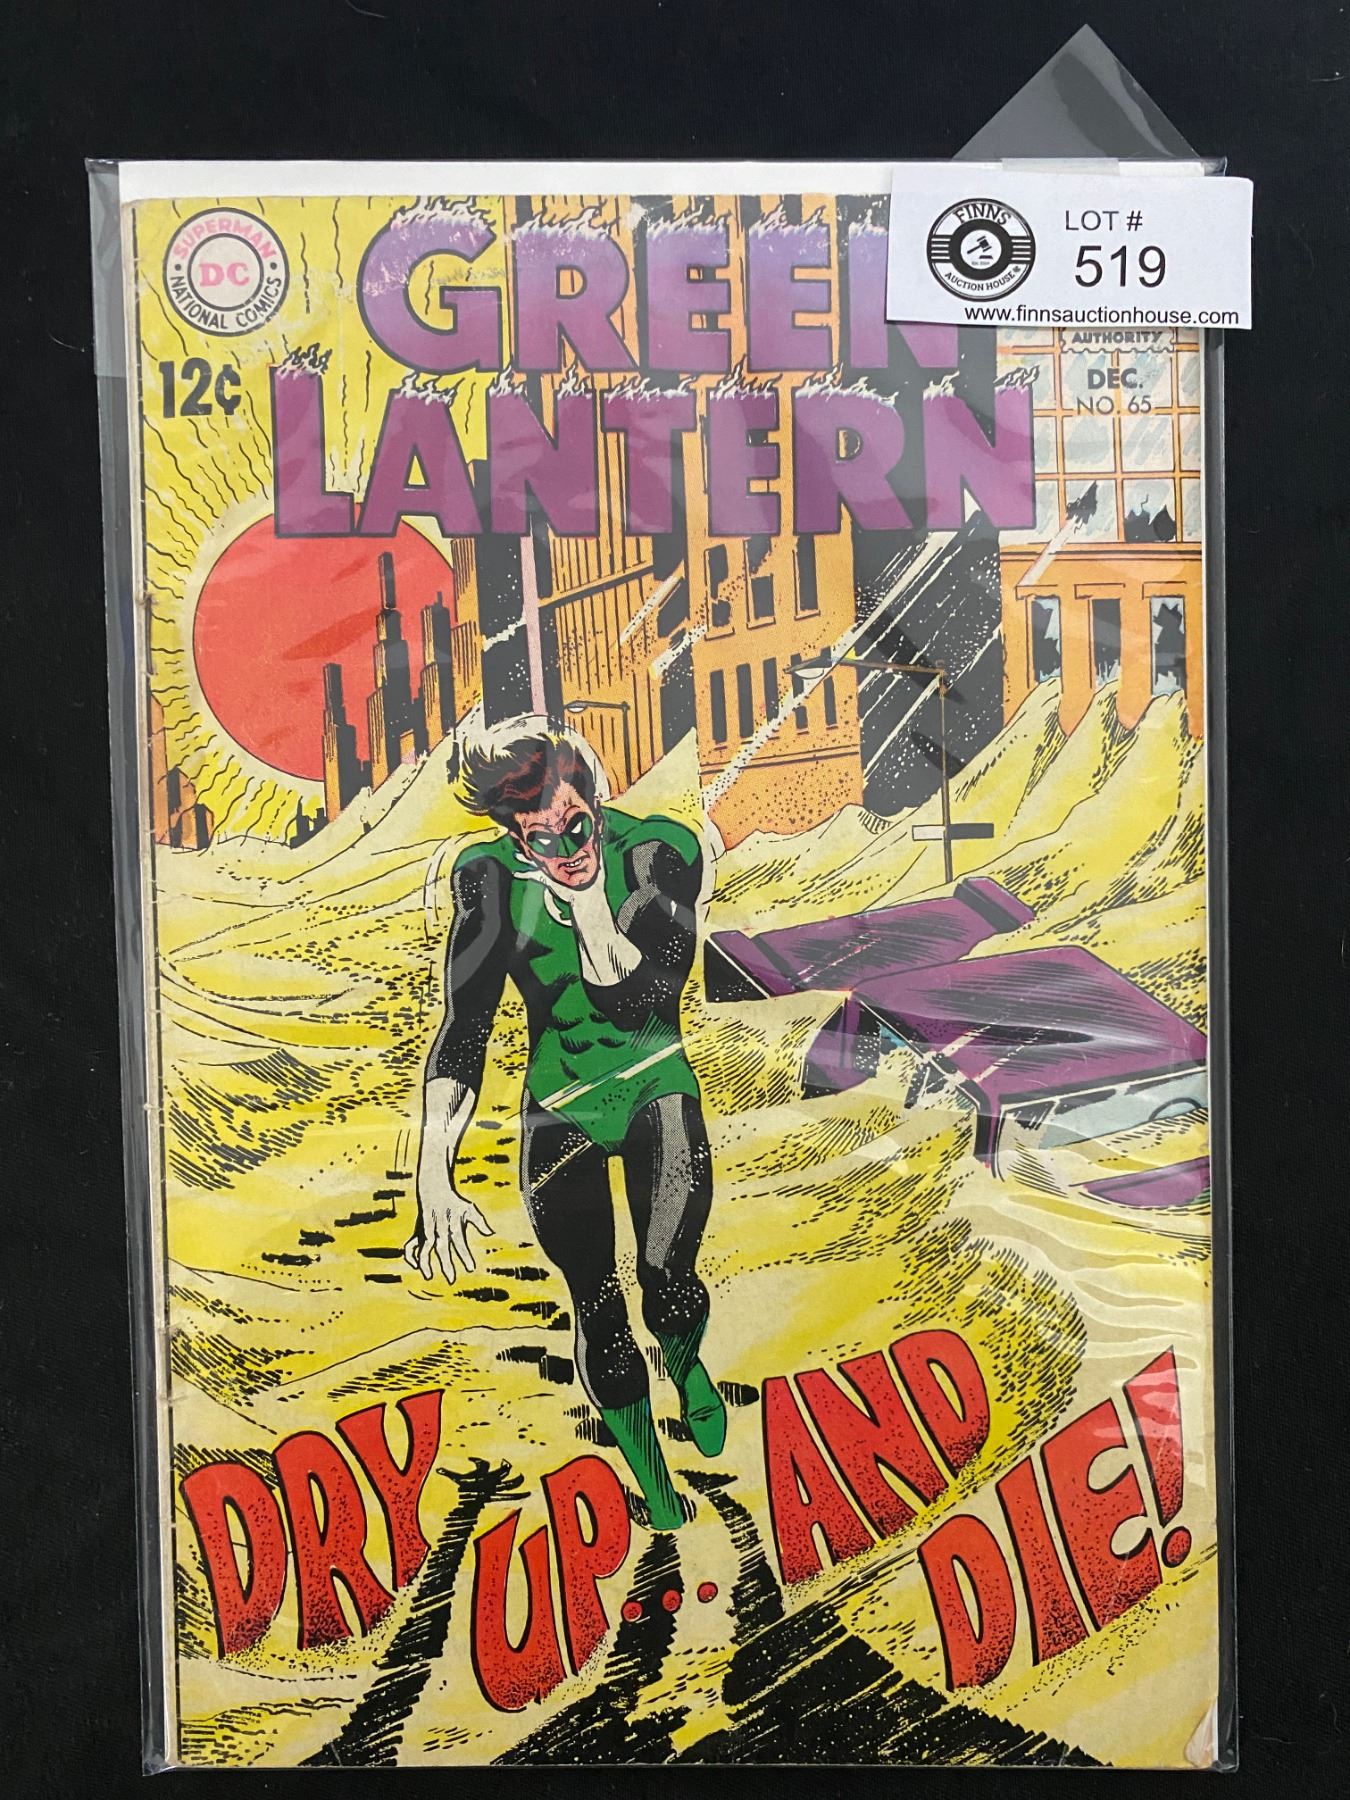 SUPERMAN
DC
NATIONAL COMICS
12¢
GREEN
LANTERN
FINNS
AUCTION HOUSE
LOT #
519
www.finnsauctionhouse.com
AUTHORITY
DEC.
NO. 65
DRY UP... AND DIE!